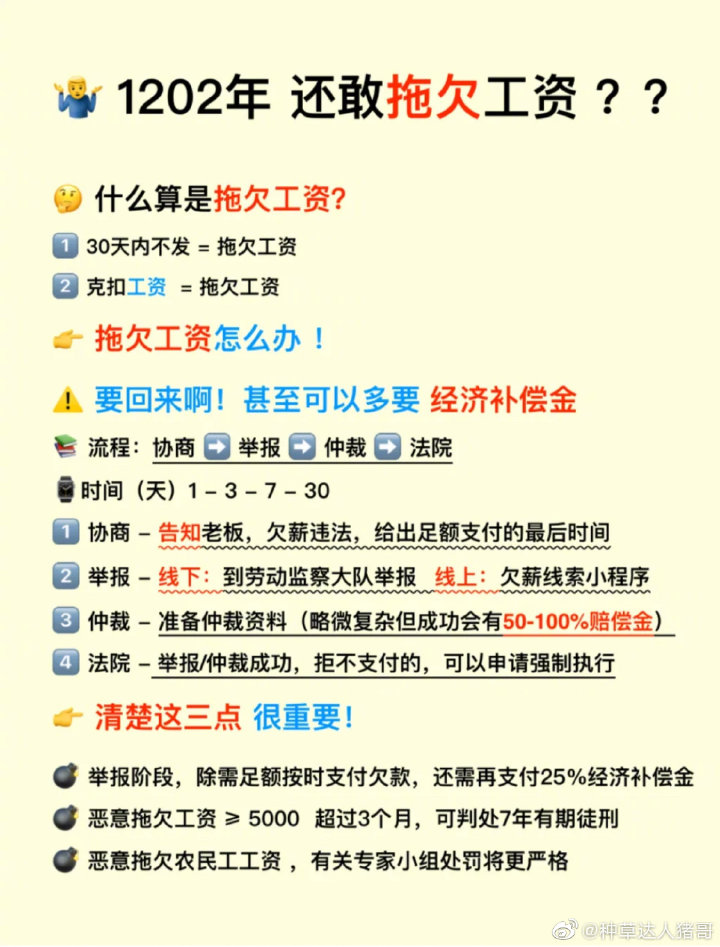 🤷‍♂️ 1202年 还敢拖欠工资？？
🤔 什么算是拖欠工资?
1️⃣ 30天内不发 = 拖欠工资
2️⃣ 克扣工资 = 拖欠工资
👉 拖欠工资怎么办！
⚠️ 要回来啊！甚至可以多要 经济补偿金
📚 流程：协商 ➡️ 举报 ➡️ 仲裁 ➡️ 法院
⌚ 时间（天）1 – 3 – 7 – 30
1️⃣ 协商 – 告知老板，欠薪违法，给出足额支付的最后时间
2️⃣ 举报 – 线下：到劳动监察大队举报 线上：欠薪线索小程序
3️⃣ 仲裁 – 准备仲裁资料（略微复杂但成功会有50-100%赔偿金）
4️⃣ 法院 – 举报/仲裁成功，拒不支付的，可以申请强制执行
👉 清楚这三点 很重要！
💣 举报阶段，除需足额按时支付欠款，还需再支付25%经济补偿金
💣 恶意拖欠工资 ≥ 5000 超过3个月，可判处7年有期徒刑
💣 恶意拖欠农民工工资 ，有关专家小组处罚将更严格
@种草达人猪哥